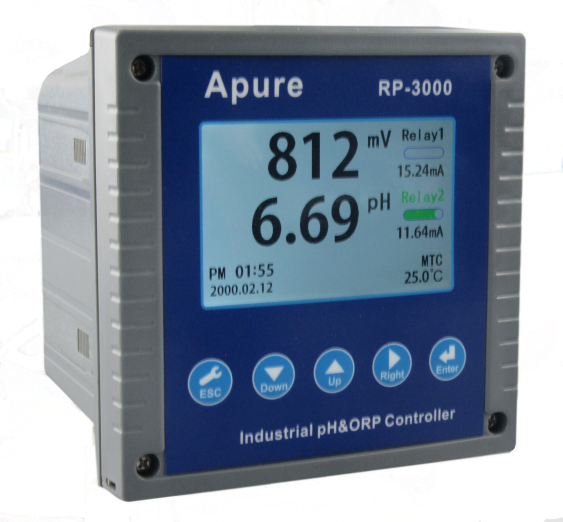 Apure RP-3000
812 mV Relay1
15.24mA
6.69 pH Relay2
11.64mA
PM 01:55 MTC
2000.02.12 25.0°C
ESC Down Up Right Enter
Industrial pH&ORP Controller